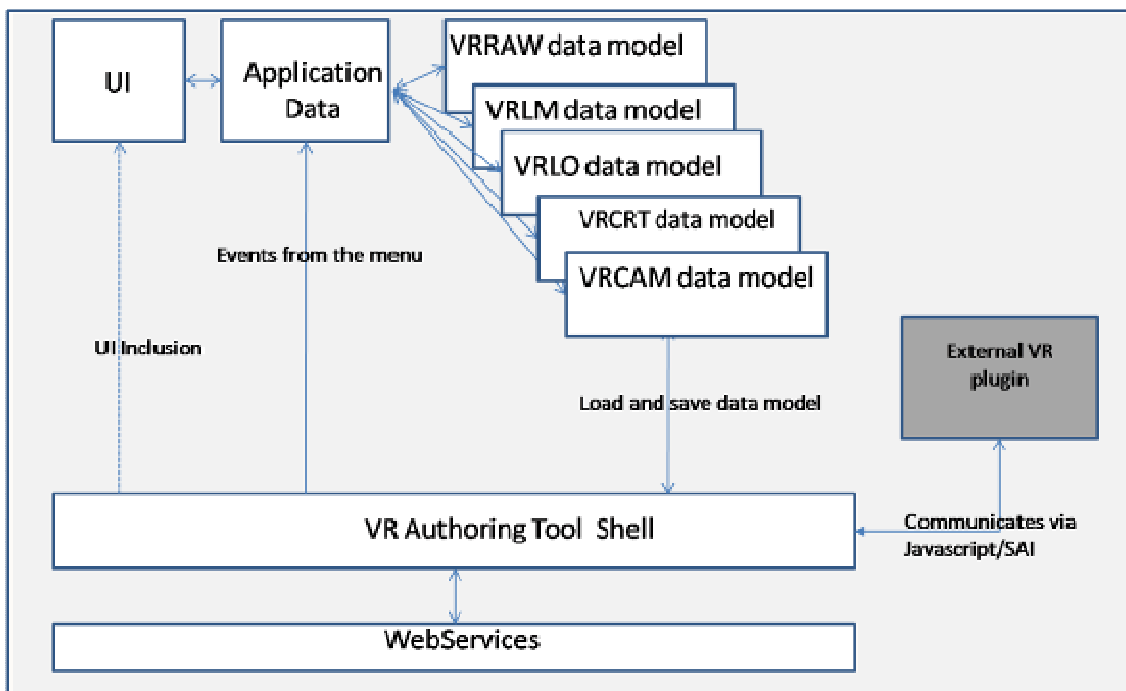 UI
Application
Data
VRRAW data model
VRLM data model
VRLO data model
VRCRT data model
VRCAM data model
Events from the menu
UI Inclusion
External VR
plugin
Load and save data model
VR Authoring Tool Shell
Communicates via
Javascript/SAI
WebServices